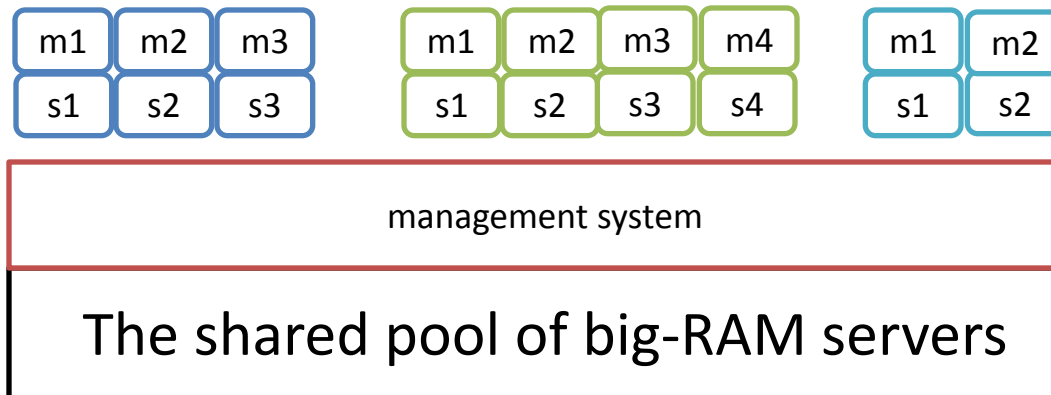 m1 m2 m3 m1 m2 m3 m4 m1 m2
s1 s2 s3 s1 s2 s3 s4 s1 s2
management system
The shared pool of big-RAM servers